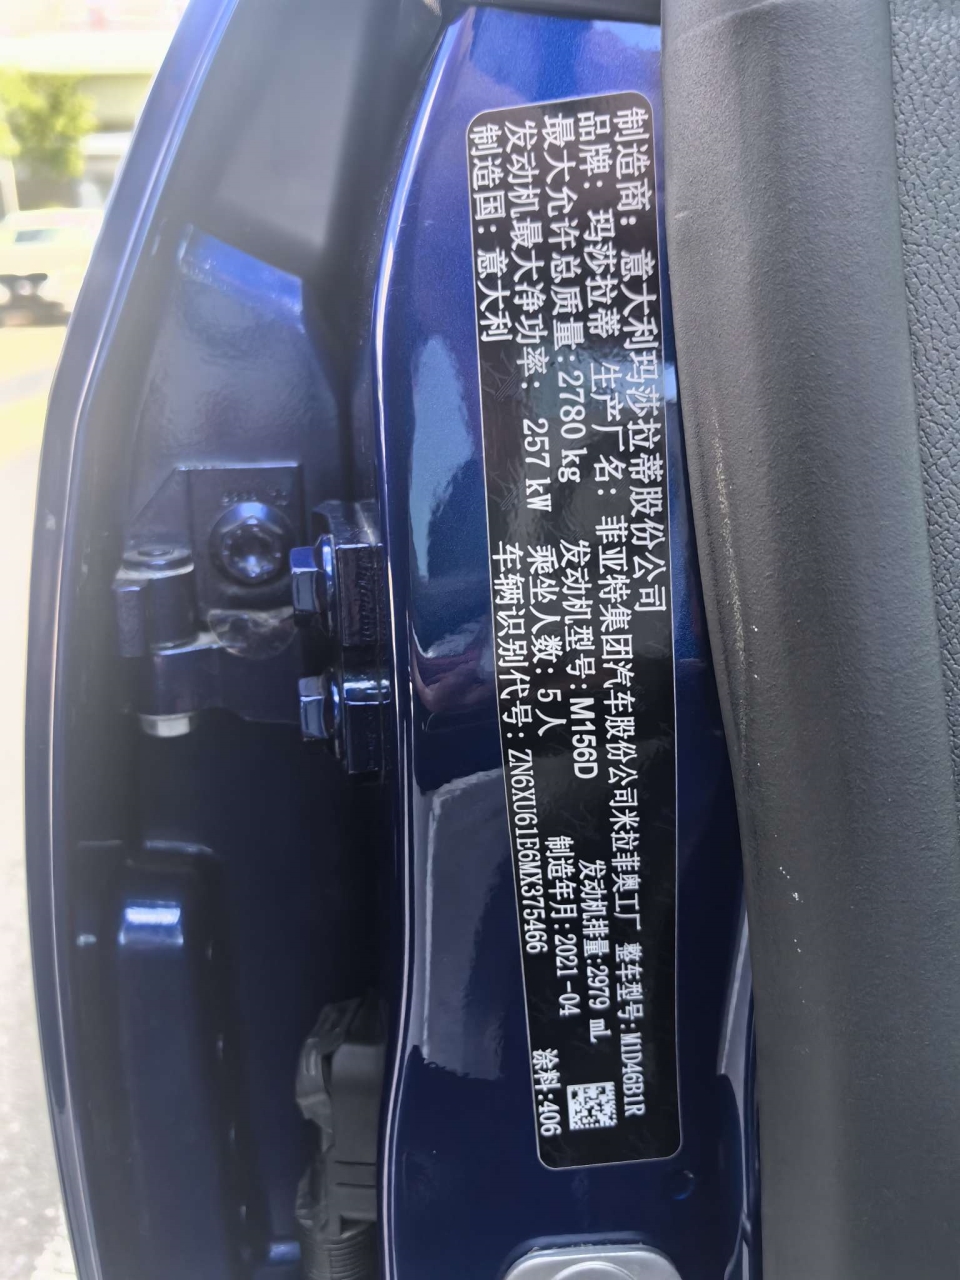 制造商：意大利玛莎拉蒂股份公司
品牌：玛莎拉蒂 生产厂名：菲亚特集团汽车股份公司米拉菲奥工厂 整车型号:M1D46B1R
最大允许总质量:2780 kg 发动机型号:M156D 发动机排量:2979 mL
发动机最大净功率：257 kW 乘坐人数:5人 制造年月:2021-04
制造国：意大利 车辆识别代号:ZN6XU61E6MX375466 涂料:406